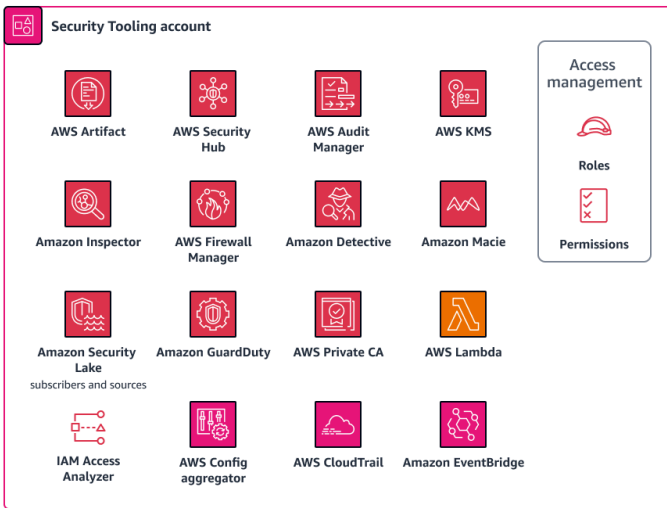 Security Tooling account
Access
management
AWS Artifact
AWS Security
Hub
AWS Audit
Manager
AWS KMS
Roles
Amazon Inspector
AWS Firewall
Manager
Amazon Detective
Amazon Macie
Permissions
Amazon Security
Lake
subscribers and sources
Amazon GuardDuty
AWS Private CA
AWS Lambda
IAM Access
Analyzer
AWS Config
aggregator
AWS CloudTrail
Amazon EventBridge